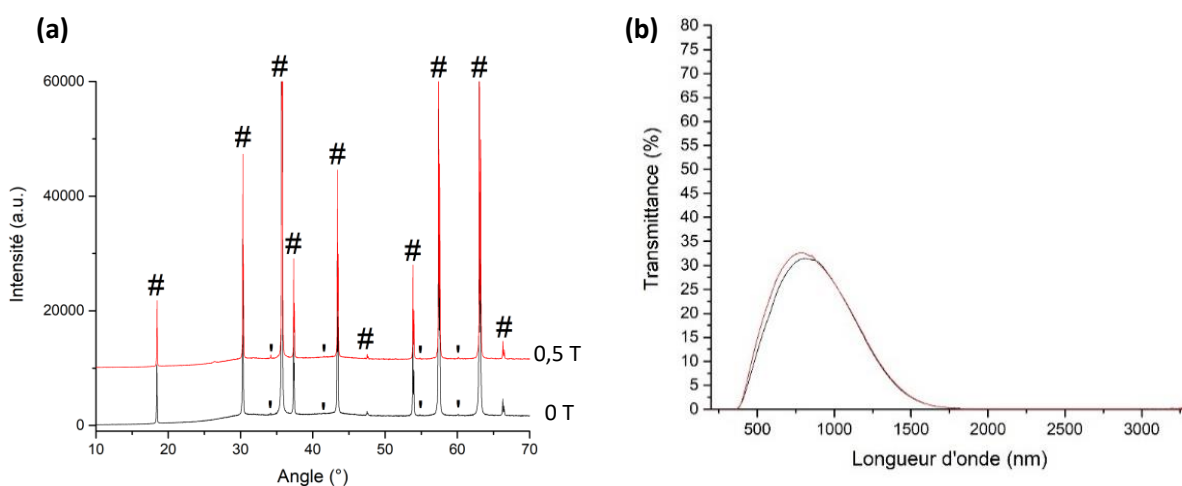 (a)
60000
40000
20000
0
Intensité (a.u.)
# # # # # # # # # #
0,5 T
0 T
10 20 30 40 50 60 70
Angle (°)
(b)
80
75
70
65
60
55
50
45
40
35
30
25
20
15
10
5
0
Transmittance (%)
500 1000 1500 2000 2500 3000
Longueur d'onde (nm)